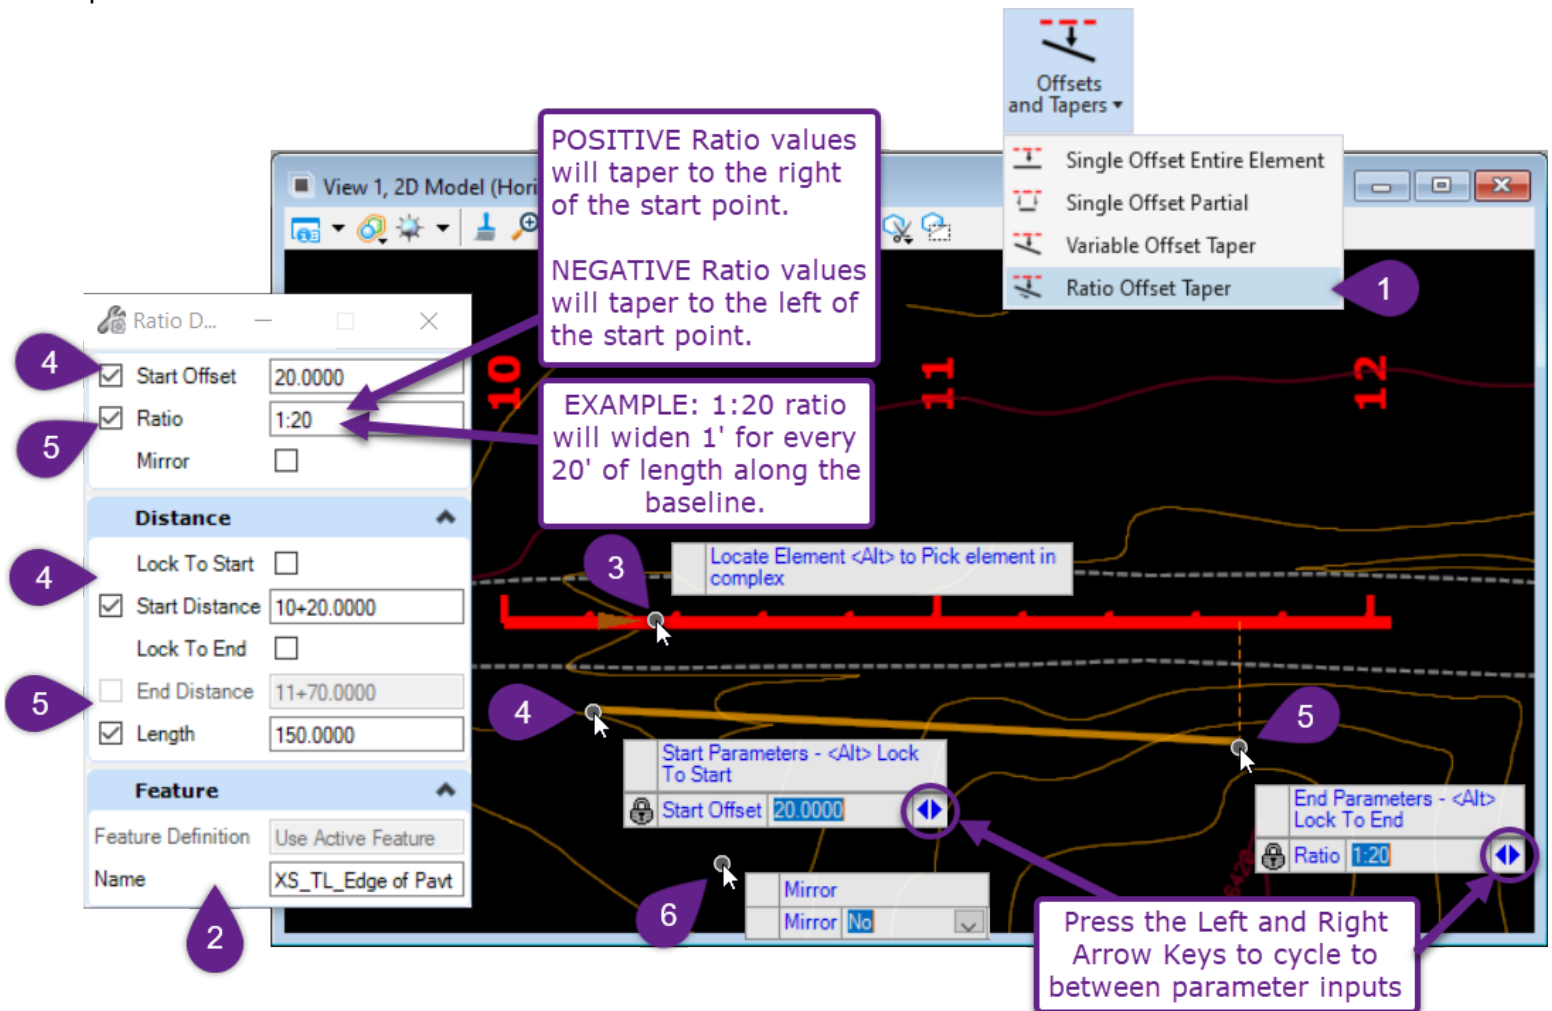 Offsets
and Tapers
Single Offset Entire Element
Single Offset Partial
Variable Offset Taper
Ratio Offset Taper
1
POSITIVE Ratio values
will taper to the right
of the start point.
NEGATIVE Ratio values
will taper to the left of
the start point.
View 1, 2D Model (Hori
Ratio D...
4
Start Offset 20.0000
5
Ratio 1:20
Mirror
EXAMPLE: 1:20 ratio
will widen 1' for every
20' of length along the
baseline.
10
11
12
Distance
4
Lock To Start
Start Distance 10+20.0000
Lock To End
5
End Distance 11+70.0000
Length 150.0000
Feature
Feature Definition Use Active Feature
Name XS_TL_Edge of Pavt
2
3
Locate Element <Alt> to Pick element in
complex
4
Start Parameters - <Alt> Lock
To Start
Start Offset 20.0000
5
End Parameters - <Alt>
Lock To End
Ratio 1:20
6
Mirror
Mirror No
6420
Press the Left and Right
Arrow Keys to cycle to
between parameter inputs